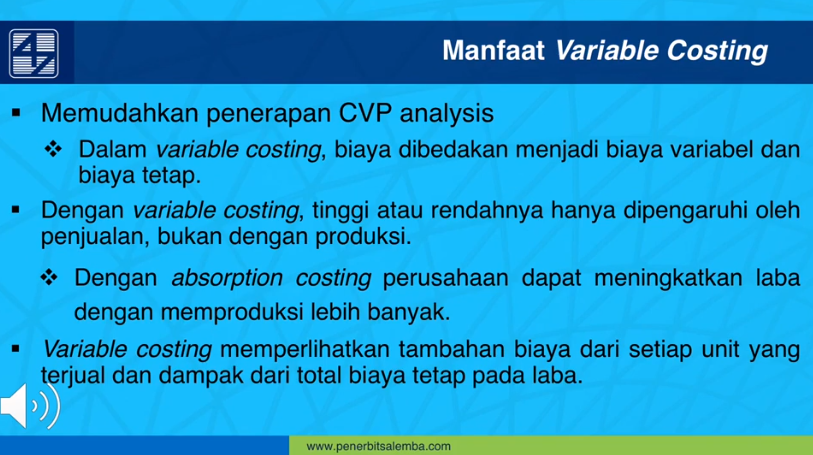 Manfaat Variable Costing
▪ Memudahkan penerapan CVP analysis
❖ Dalam variable costing, biaya dibedakan menjadi biaya variabel dan
biaya tetap.
▪ Dengan variable costing, tinggi atau rendahnya hanya dipengaruhi oleh
penjualan, bukan dengan produksi.
❖ Dengan absorption costing perusahaan dapat meningkatkan laba
dengan memproduksi lebih banyak.
▪ Variable costing memperlihatkan tambahan biaya dari setiap unit yang
terjual dan dampak dari total biaya tetap pada laba.
www.penerbitsalemba.com